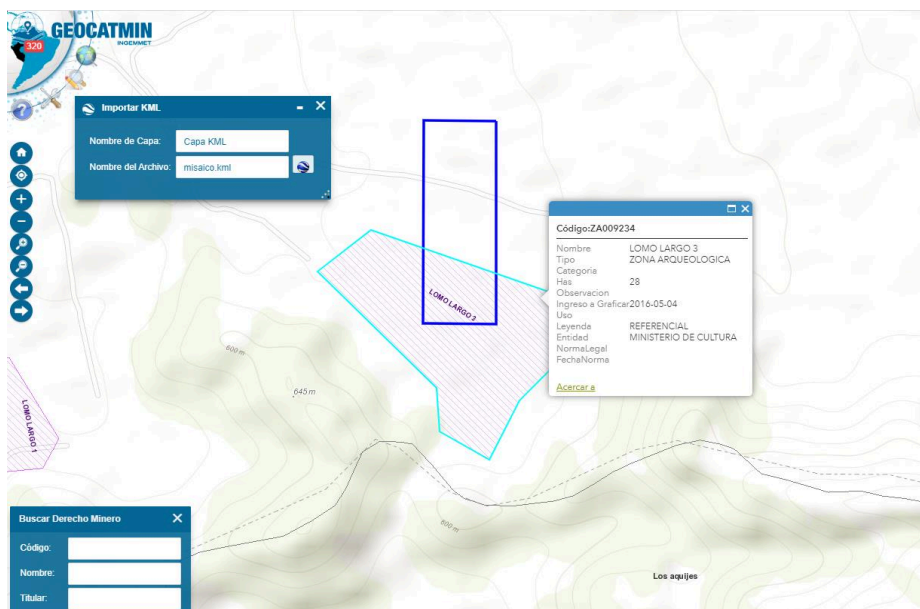 GEOCATMIN
INGEMMET
320
?
Importar KML
Nombre de Capa: Capa KML
Nombre del Archivo: misaico.kml
LOMO LARGO 3
Código:ZA009234
Nombre LOMO LARGO 3
Tipo ZONA ARQUEOLOGICA
Categoria
Has 28
Observacion
Ingreso a Graficar2016-05-04
Uso
Leyenda REFERENCIAL
Entidad MINISTERIO DE CULTURA
NormaLegal
FechaNorma
Acercar a
600 m
645 m
LOMO LARGO 1
600 m
Los aquijes
Buscar Derecho Minero
Código:
Nombre:
Titular: